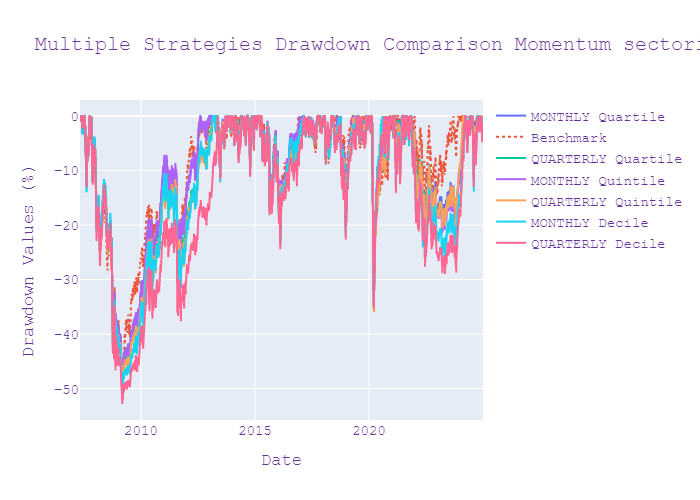 Multiple Strategies Drawdown Comparison Momentum sectori
0
−10
−20
−30
−40
−50
Drawdown Values (%)
2010
2015
2020
Date
MONTHLY Quartile
Benchmark
QUARTERLY Quartile
MONTHLY Quintile
QUARTERLY Quintile
MONTHLY Decile
QUARTERLY Decile